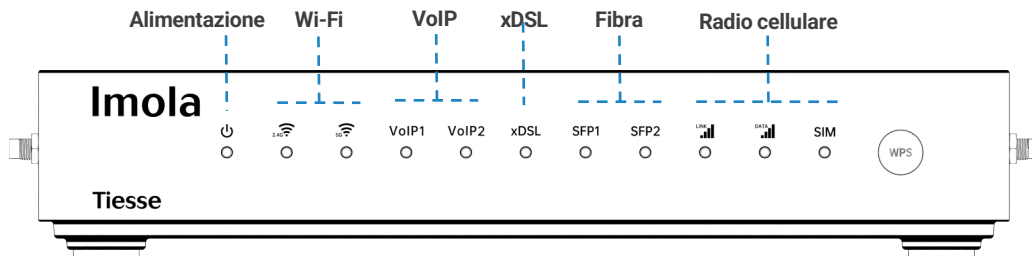 Alimentazione Wi-Fi VoIP xDSL Fibra Radio cellulare
Imola
2.4G 5G VoIP1 VoIP2 xDSL SFP1 SFP2 LINK DATA SIM
WPS
Tiesse